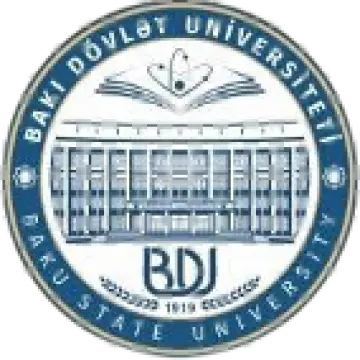 BAKI DÖVLƏT UNİVERSİTETİ
BDU
1919
BAKU STATE UNIVERSITY